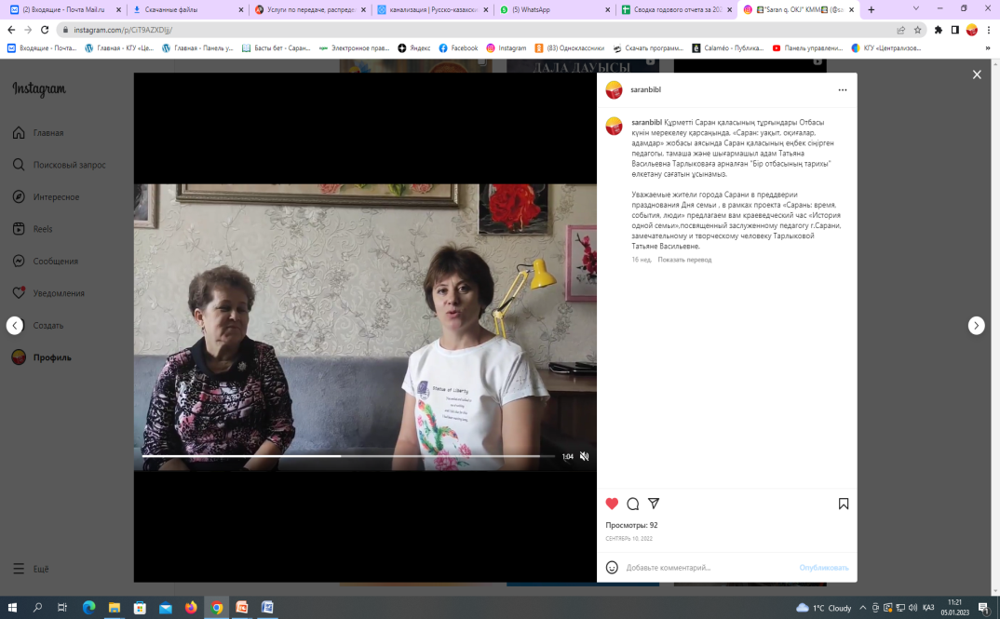 (2) Входящие - Почта Mail.ru
Скачанные файлы
Услуги по передаче, распреде
канализация | Русско-казахски
(5) WhatsApp
Сводка годового отчета за 202
"Saran q. OKJ" KMM (@sa
instagram.com/p/CiT9AZXDIjj/
Входящие - Почта...
Главная - КГУ «Це...
Главная - Панель у...
Басты бет - Саран...
Электронное прав...
Яндекс
Facebook
Instagram
(83) Одноклассники
Скачать программ...
Calaméo - Публика...
Панель управлени...
КГУ «Централизов...
ДАЛА ДАУЫСЫ
Instagram
Главная
Поисковый запрос
Интересное
Reels
Сообщения
Уведомления
Создать
Профиль
Ещё
Statue of Liberty
1:04
saranbibl
saranbibl Құрметті Саран қаласының тұрғындары Отбасы
күнін мерекелеу қарсаңында, «Саран: уақыт, оқиғалар,
адамдар» жобасы аясында Саран қаласының еңбек сіңірген
педагогы, тамаша және шығармашыл адам Татьяна
Васильевна Тарлыковаға арналған "Бір отбасының тарихы"
өлкетану сағатын ұсынамыз.
Уважаемые жители города Сарани в преддверии
празднования Дня семьи , в рамках проекта «Сарань: время,
события, люди» предлагаем вам краеведческий час «История
одной семьи»,посвященный заслуженному педагогу г.Сарани,
замечательному и творческому человеку Тарлыковой
Татьяне Васильевне.
16 нед. Показать перевод
Просмотры: 92
СЕНТЯБРЬ 10, 2022
Добавьте комментарий...
Опубликовать
1°C Cloudy
ҚАЗ
11:21
05.01.2023
1